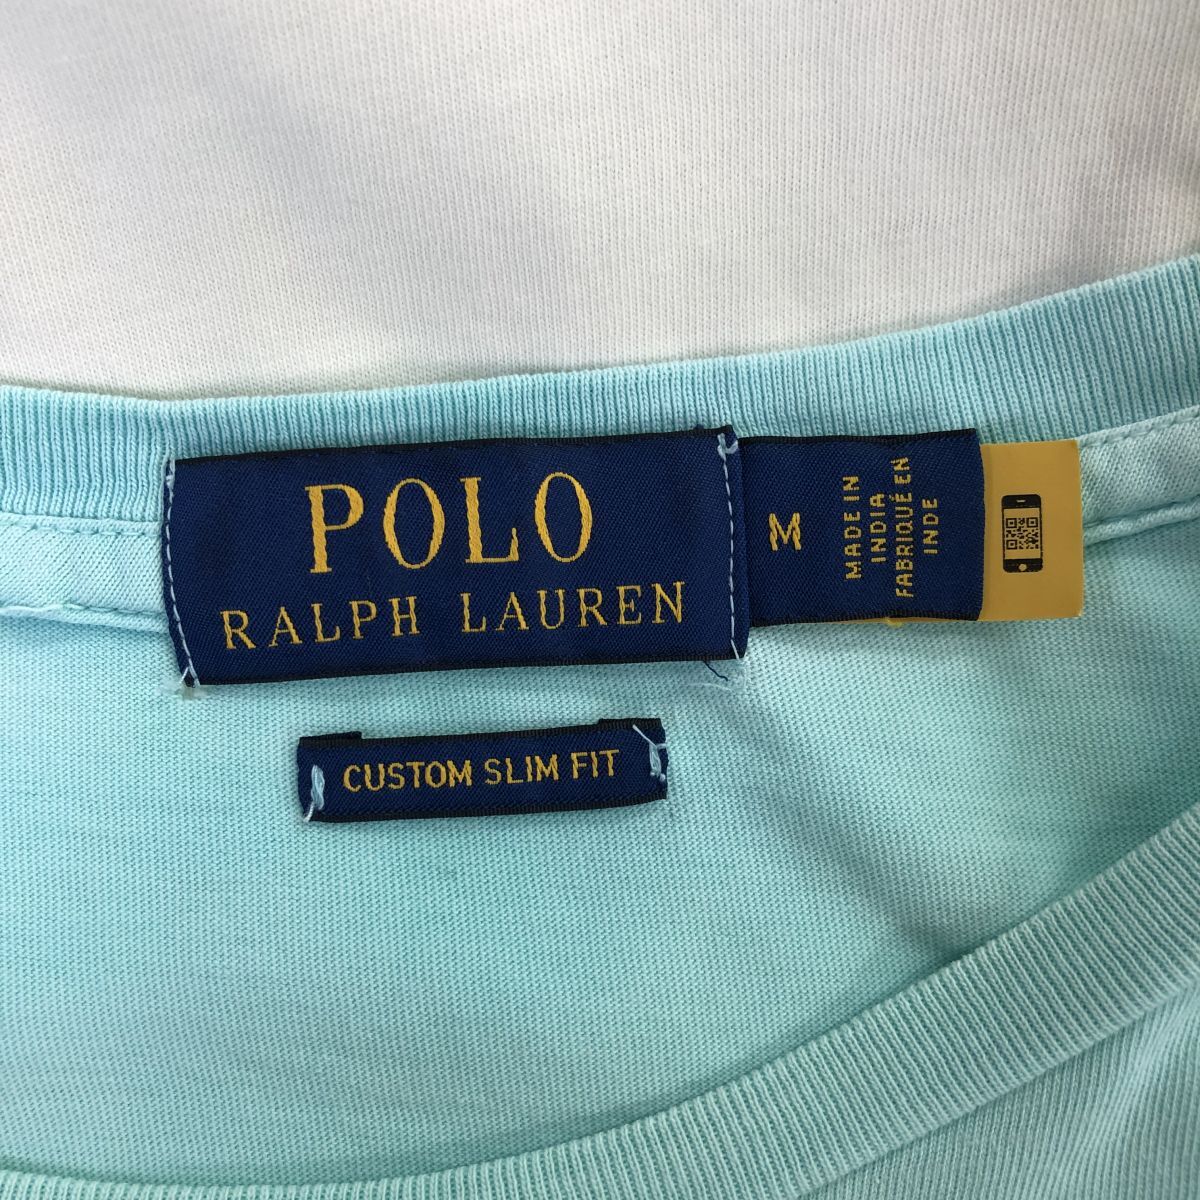 POLO
RALPH LAUREN
M
MADE IN
INDIA
FABRIQUÉ EN
INDE
CUSTOM SLIM FIT